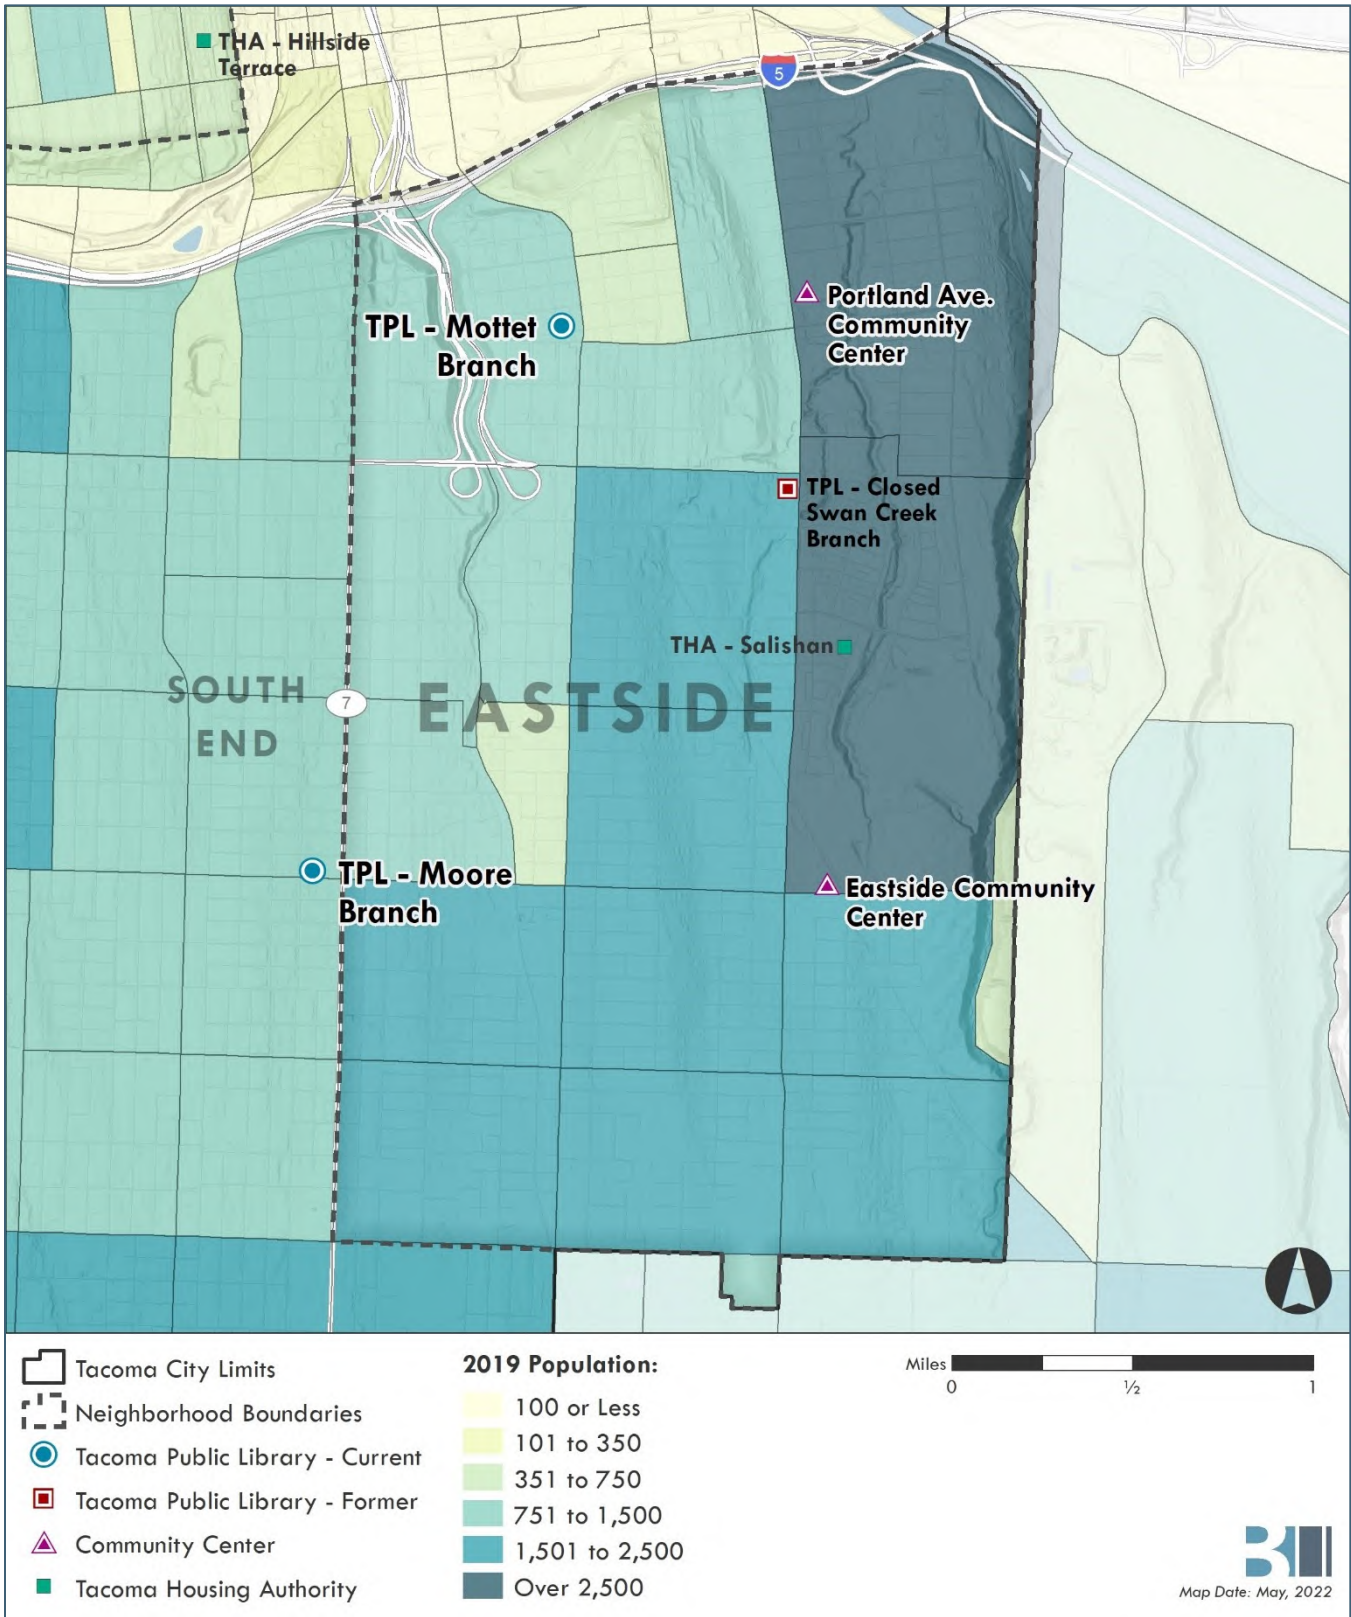 THA - Hillside
Terrace
5
Portland Ave.
Community
Center
TPL - Mottet
Branch
TPL - Closed
Swan Creek
Branch
THA - Salishan
SOUTH
END
7
EASTSIDE
TPL - Moore
Branch
Eastside Community
Center
Tacoma City Limits
Neighborhood Boundaries
Tacoma Public Library - Current
Tacoma Public Library - Former
Community Center
Tacoma Housing Authority
2019 Population:
100 or Less
101 to 350
351 to 750
751 to 1,500
1,501 to 2,500
Over 2,500
Miles
0 ½ 1
Map Date: May, 2022